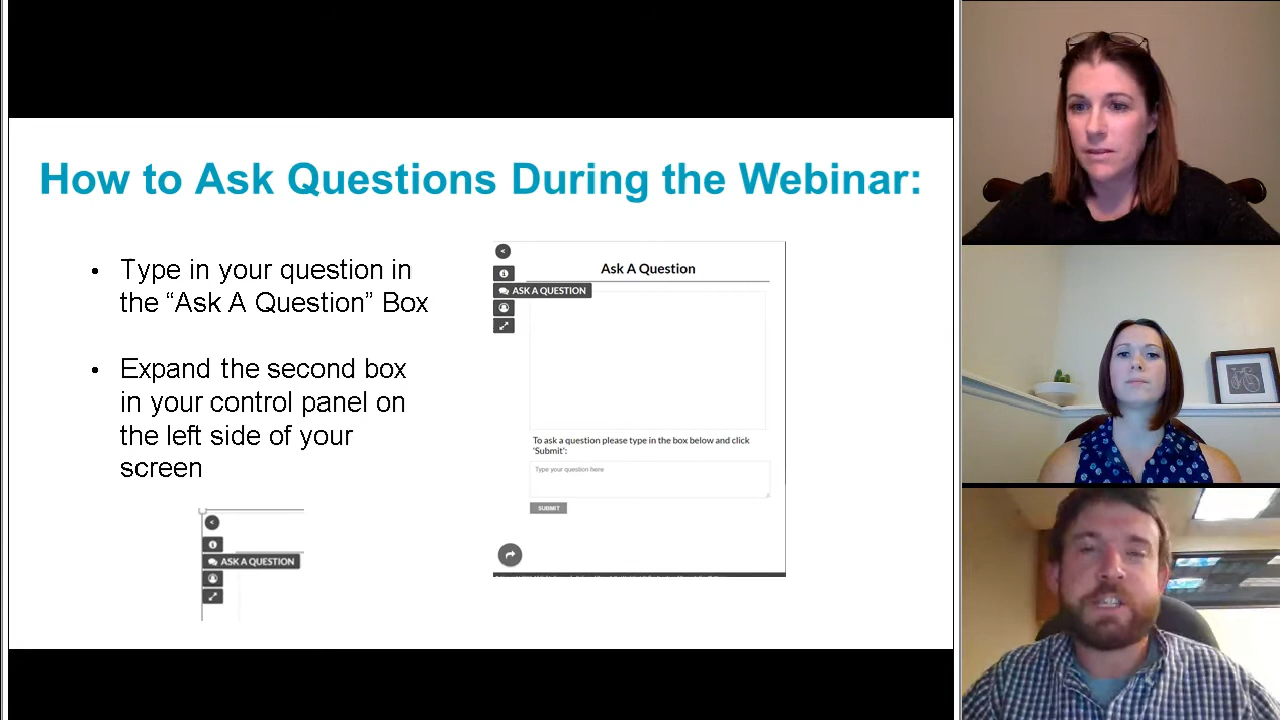 How to Ask Questions During the Webinar:
• Type in your question in
the “Ask A Question” Box
• Expand the second box
in your control panel on
the left side of your
screen
ASK A QUESTION
Ask A Question
ASK A QUESTION
To ask a question please type in the box below and click
'Submit':
Type your question here
SUBMIT